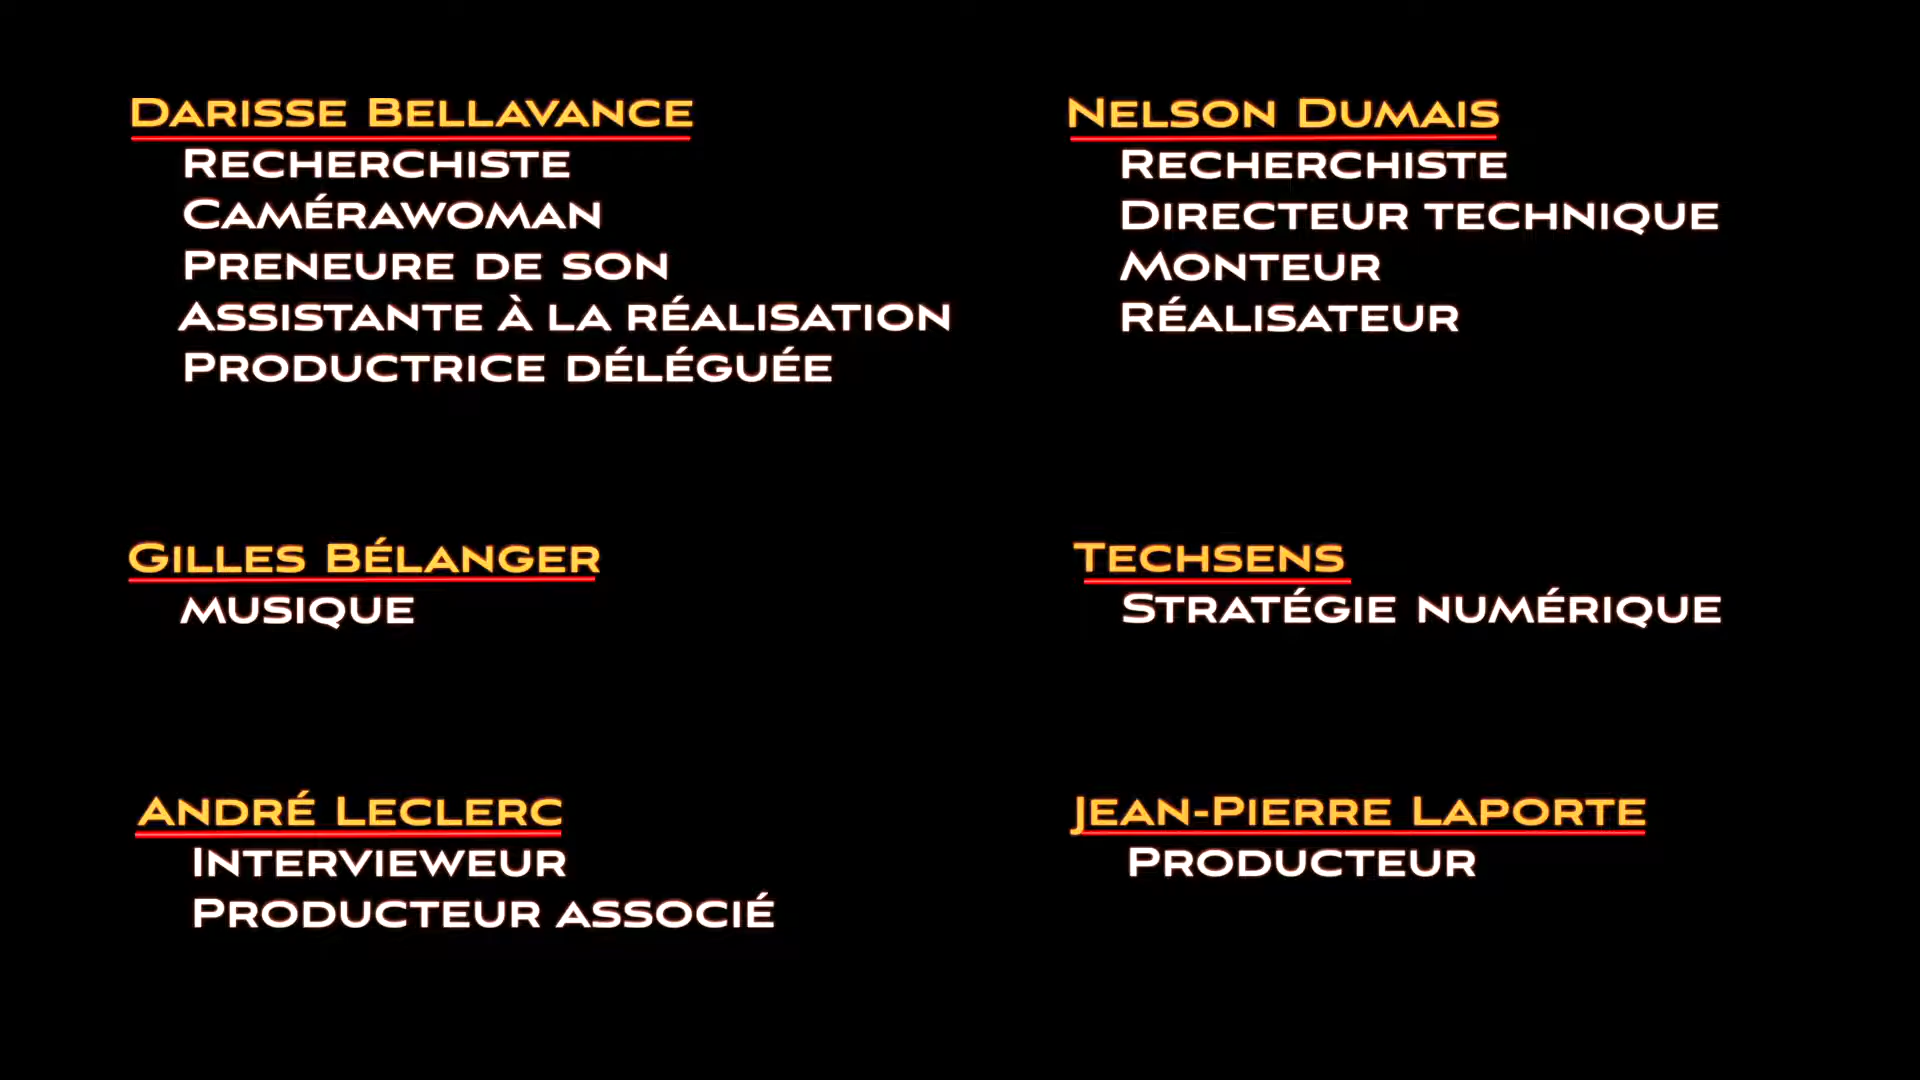 Darisse Bellavance
Recherchiste
Camérawoman
Preneure de son
Assistante à la réalisation
Productrice déléguée
Nelson Dumais
Recherchiste
Directeur technique
Monteur
Réalisateur
Gilles Bélanger
musique
Techsens
Stratégie numérique
André Leclerc
Intervieweur
Producteur associé
Jean-Pierre Laporte
Producteur